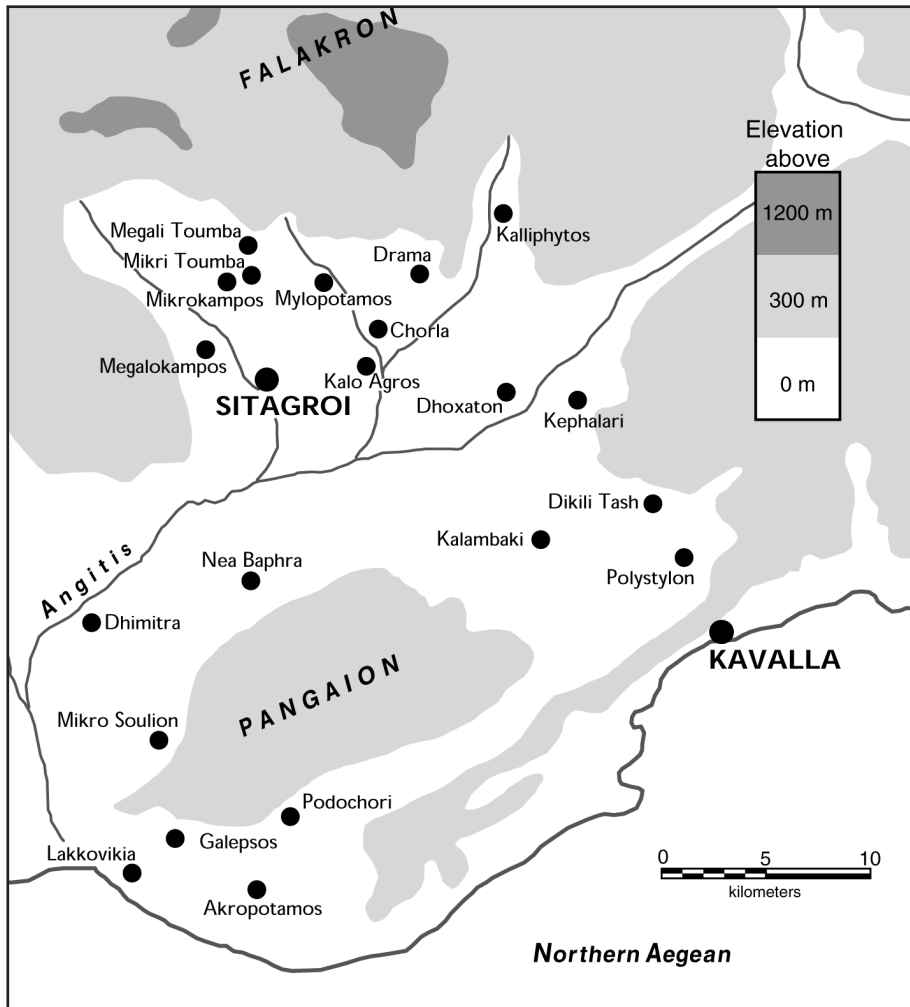 FALAKRON
Elevation
above
1200 m
300 m
0 m
Megali Toumba
Mikri Toumba
Mikrokampos
Mylopotamos
Drama
Kalliphytos
Chorla
Megalokampos
Kalo Agros
SITAGROI
Dhoxaton
Kephalari
Dikili Tash
Kalambaki
Polystylon
Angitis
Nea Baphra
Dhimitra
KAVALLA
PANGAION
Mikro Soulion
Podochori
Galepsos
Lakkovikia
Akropotamos
0 5 10
kilometers
Northern Aegean